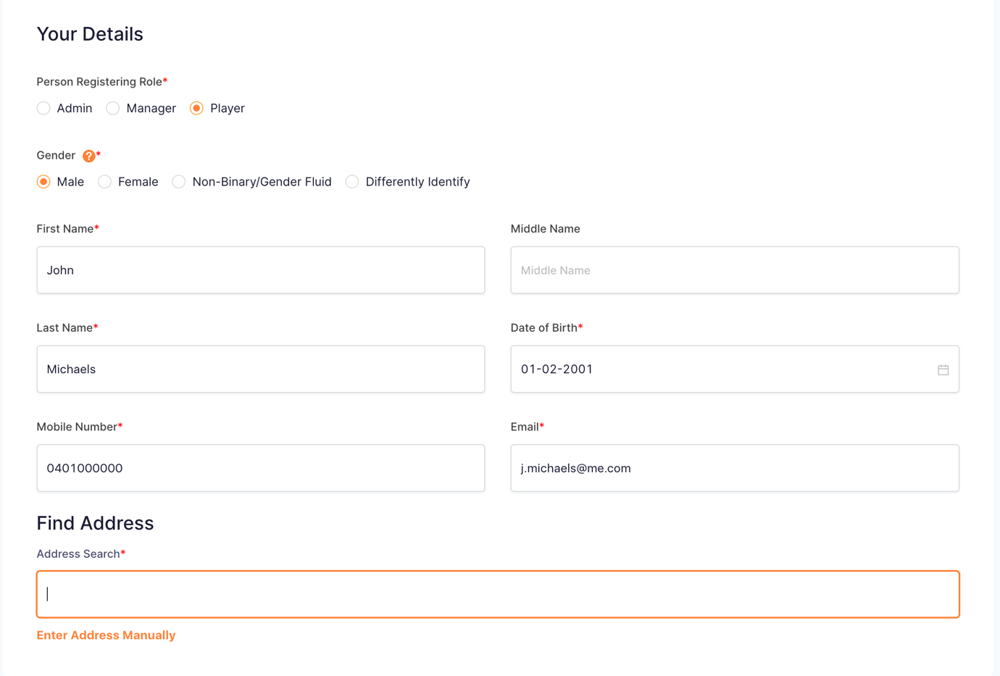 Your Details
Person Registering Role*
Admin Manager Player
Gender ?*
Male Female Non-Binary/Gender Fluid Differently Identify
First Name*
Middle Name
John
Middle Name
Last Name*
Date of Birth*
Michaels
01-02-2001
Mobile Number*
Email*
0401000000
j.michaels@me.com
Find Address
Address Search*
Enter Address Manually